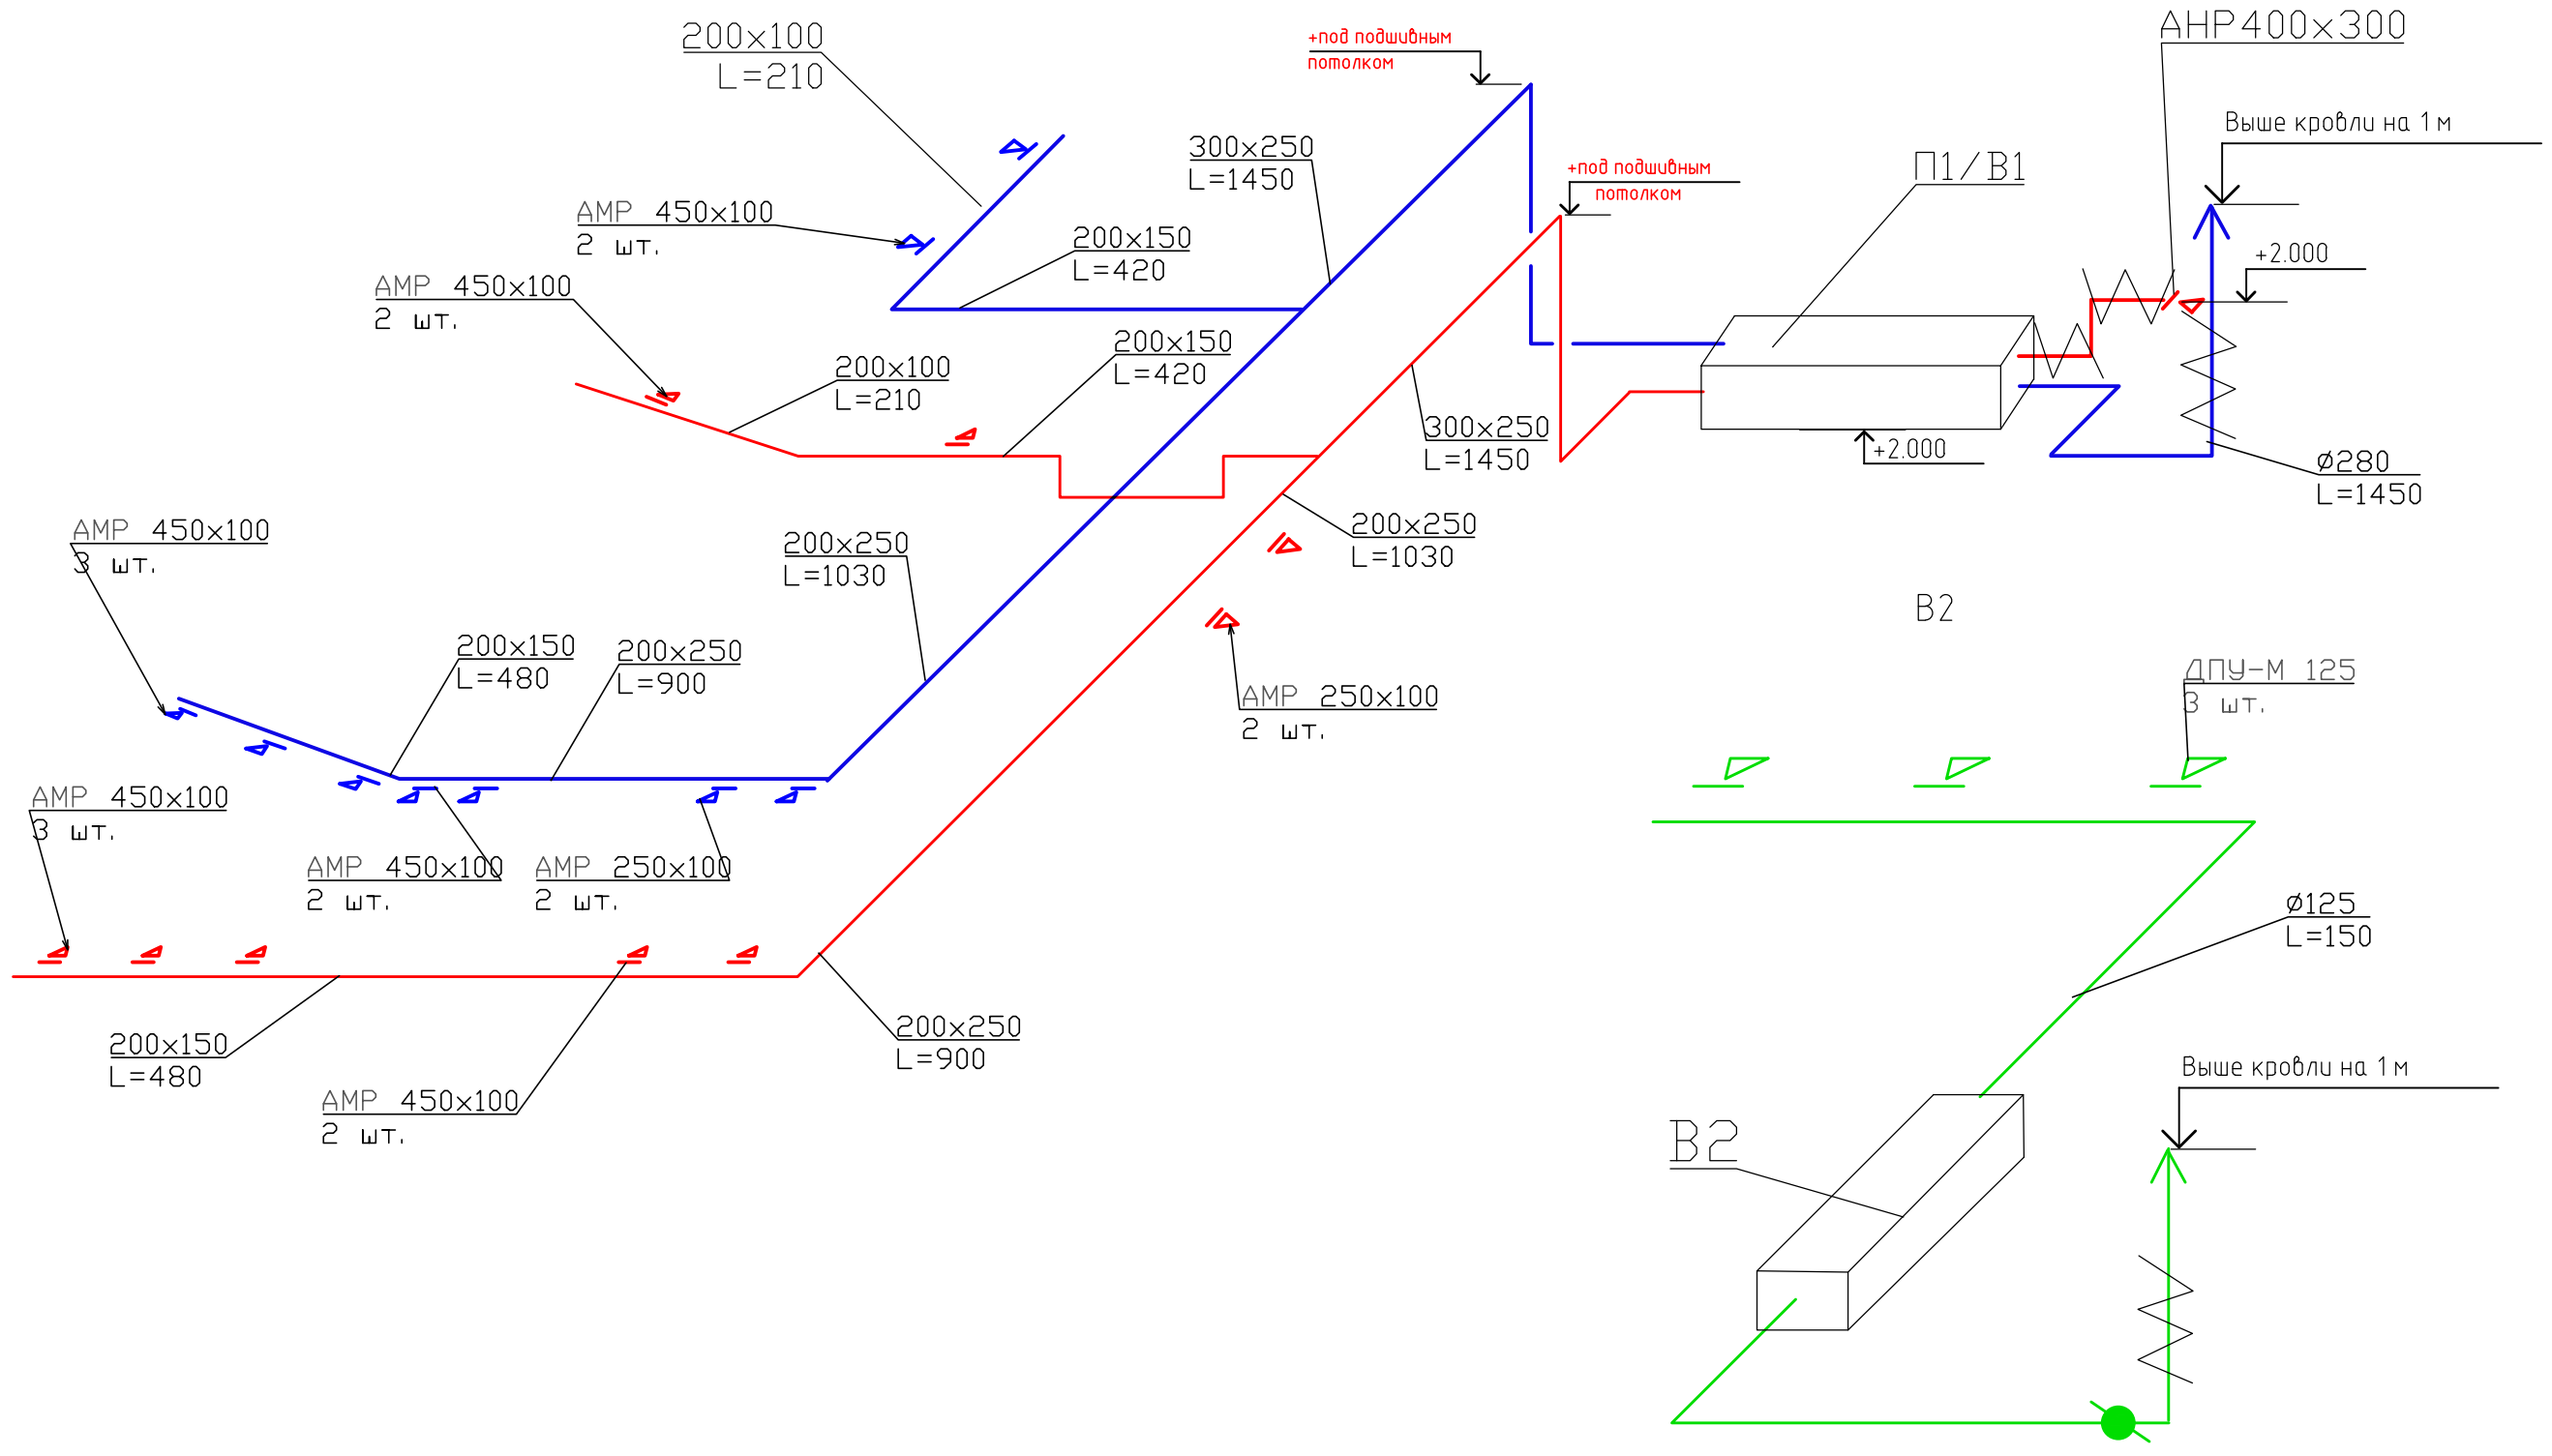 200x100
L=210
+под подшивным
потолком
АНР400x300
Выше кровли на 1 м
300x250
L=1450
+под подшивным
потолком
П1/В1
АМР 450x100
2 шт.
200x150
L=420
+2.000
АМР 450x100
2 шт.
200x150
L=420
200x100
L=210
300x250
L=1450
+2.000
ø280
L=1450
АМР 450x100
3 шт.
200x250
L=1030
200x250
L=1030
В2
200x150
L=480
200x250
L=900
АМР 250x100
2 шт.
ДПУ-М 125
3 шт.
АМР 450x100
3 шт.
АМР 450x100
2 шт.
АМР 250x100
2 шт.
ø125
L=150
200x150
L=480
200x250
L=900
Выше кровли на 1 м
АМР 450x100
2 шт.
В2